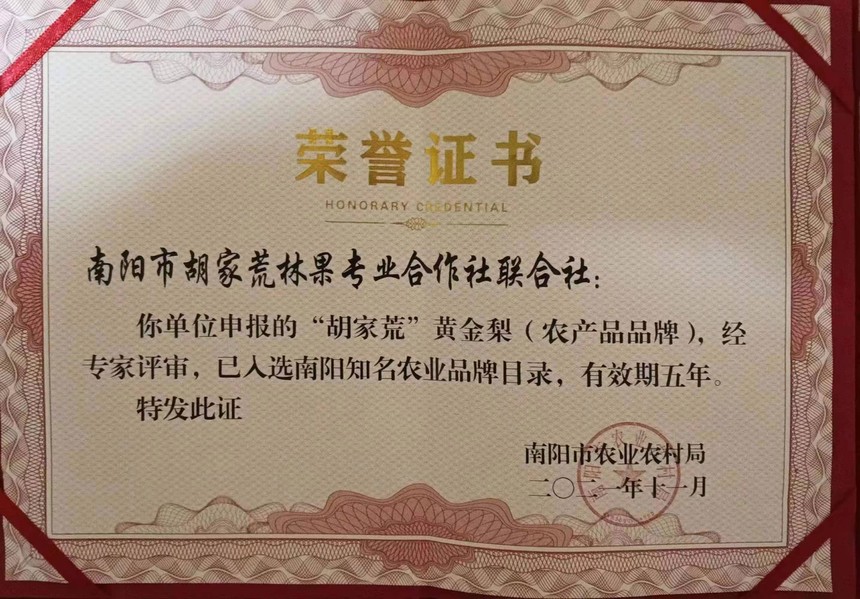 荣誉证书
HONORARY CREDENTIAL
南阳市胡家荒林果专业合作社联合社：
你单位申报的“胡家荒”黄金梨（农产品品牌），经
专家评审，已入选南阳知名农业品牌目录，有效期五年。
特发此证
南阳市农业农村局
二〇二一年十一月